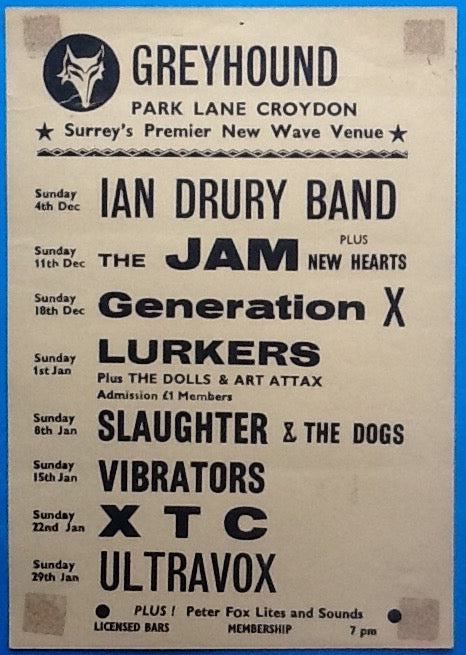 GREYHOUND
PARK LANE CROYDON
★ Surrey's Premier New Wave Venue ★
Sunday 4th Dec IAN DRURY BAND
Sunday 11th Dec THE JAM PLUS NEW HEARTS
Sunday 18th Dec Generation X
Sunday 1st Jan LURKERS
Plus THE DOLLS & ART ATTAX
Admission £1 Members
Sunday 8th Jan SLAUGHTER & THE DOGS
Sunday 15th Jan VIBRATORS
Sunday 22nd Jan X T C
Sunday 29th Jan ULTRAVOX
PLUS! Peter Fox Lites and Sounds
LICENSED BARS MEMBERSHIP 7 pm